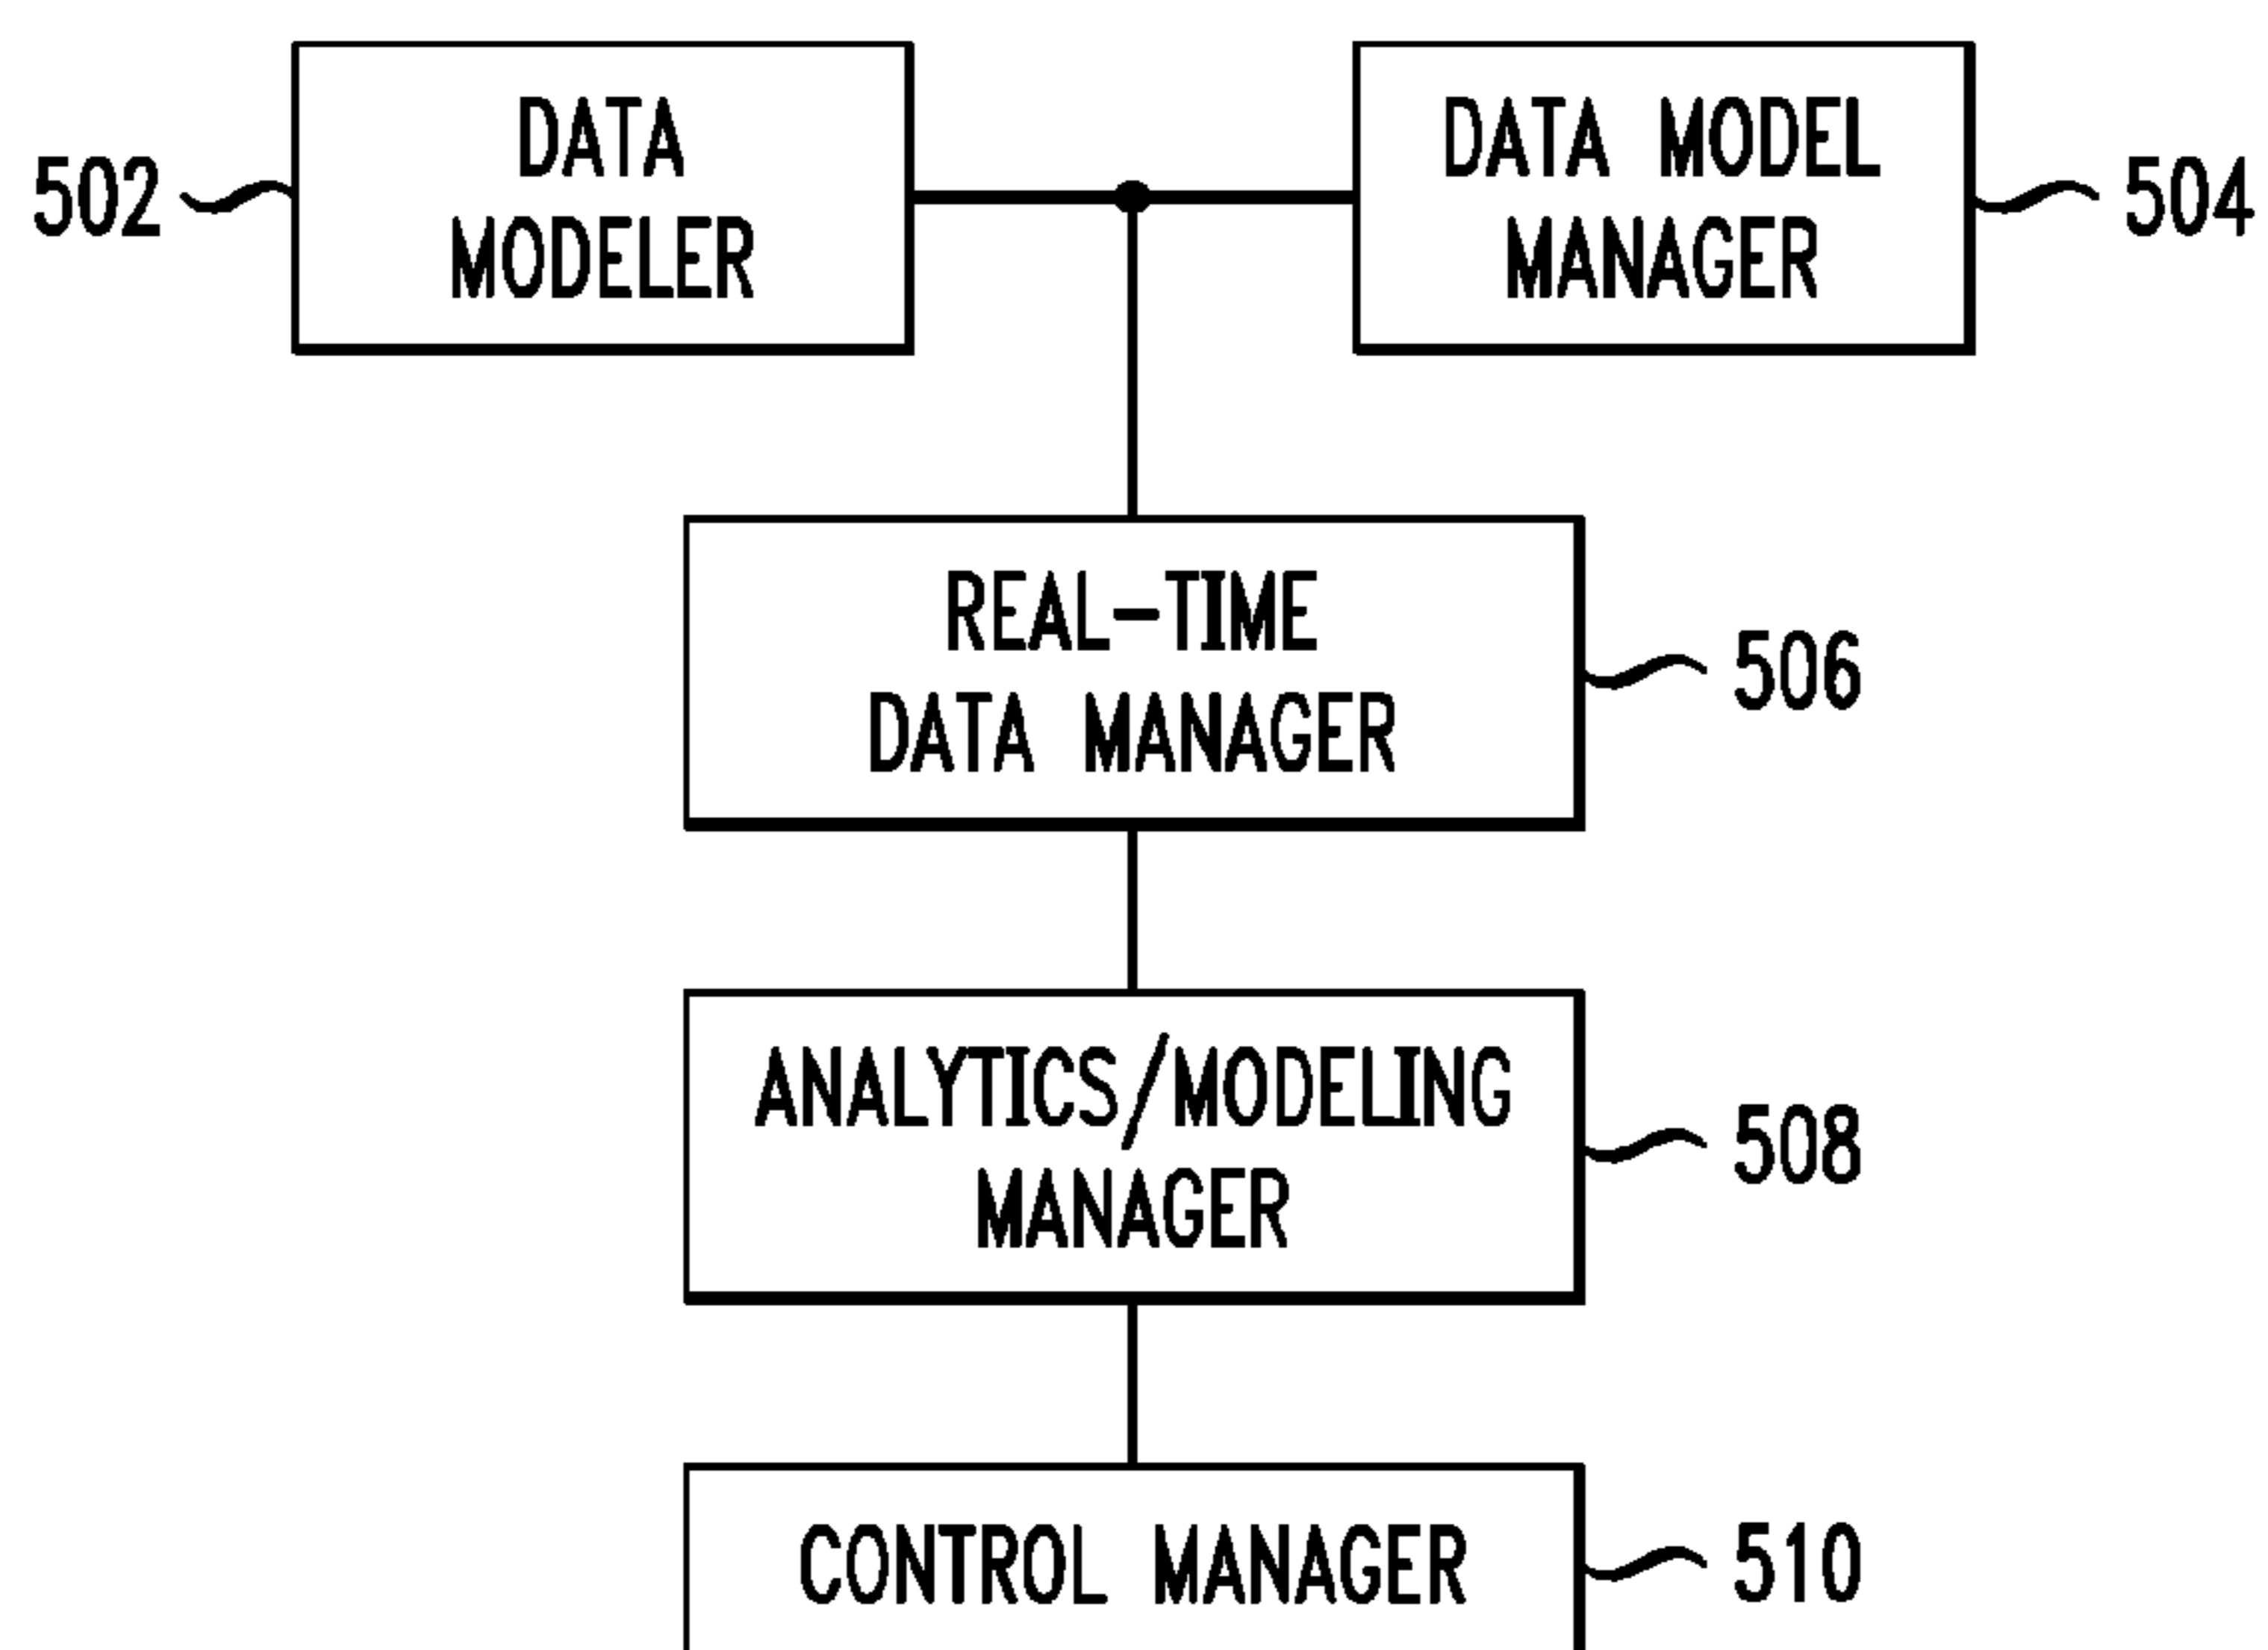 DATA
MODELER
502
DATA MODEL
MANAGER
504
REAL-TIME
DATA MANAGER
506
ANALYTICS/MODELING
MANAGER
508
CONTROL MANAGER
510